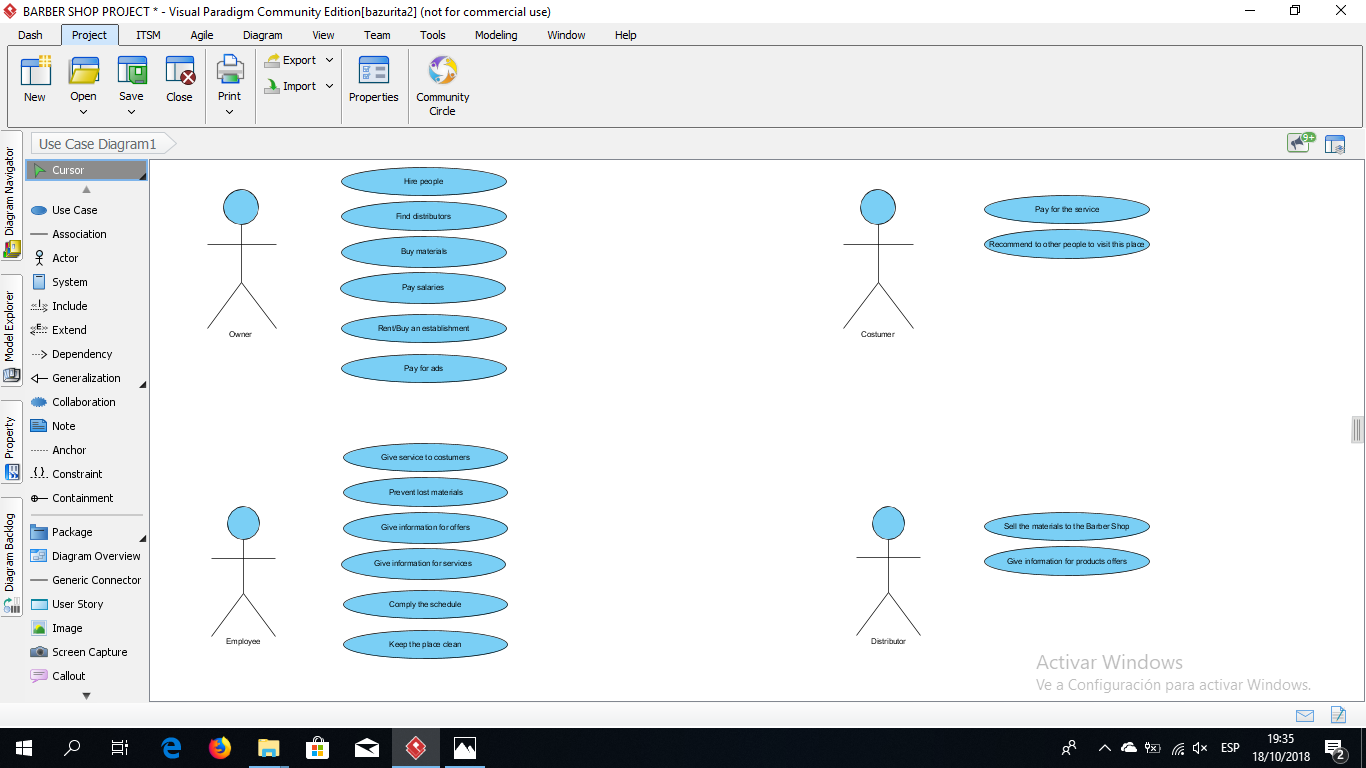 BARBER SHOP PROJECT * - Visual Paradigm Community Edition[bazurita2] (not for commercial use)
Dash Project ITSM Agile Diagram View Team Tools Modeling Window Help
New Open Save Close Print Export Import Properties Community Circle
Use Case Diagram1
9+
Diagram Navigator
Model Explorer
Property
Diagram Backlog
Cursor
Use Case
Association
Actor
System
Include
Extend
Dependency
Generalization
Collaboration
Note
Anchor
Constraint
Containment
Package
Diagram Overview
Generic Connector
User Story
Image
Screen Capture
Callout
Owner
Hire people
Find distributors
Buy materials
Pay salaries
Rent/Buy an establishment
Pay for ads
Costumer
Pay for the service
Recommend to other people to visit this place
Employee
Give service to costumers
Prevent lost materials
Give information for offers
Give information for services
Comply the schedule
Keep the place clean
Distributor
Sell the materials to the Barber Shop
Give information for products offers
Activar Windows
Ve a Configuración para activar Windows.
ESP
19:35
18/10/2018
2